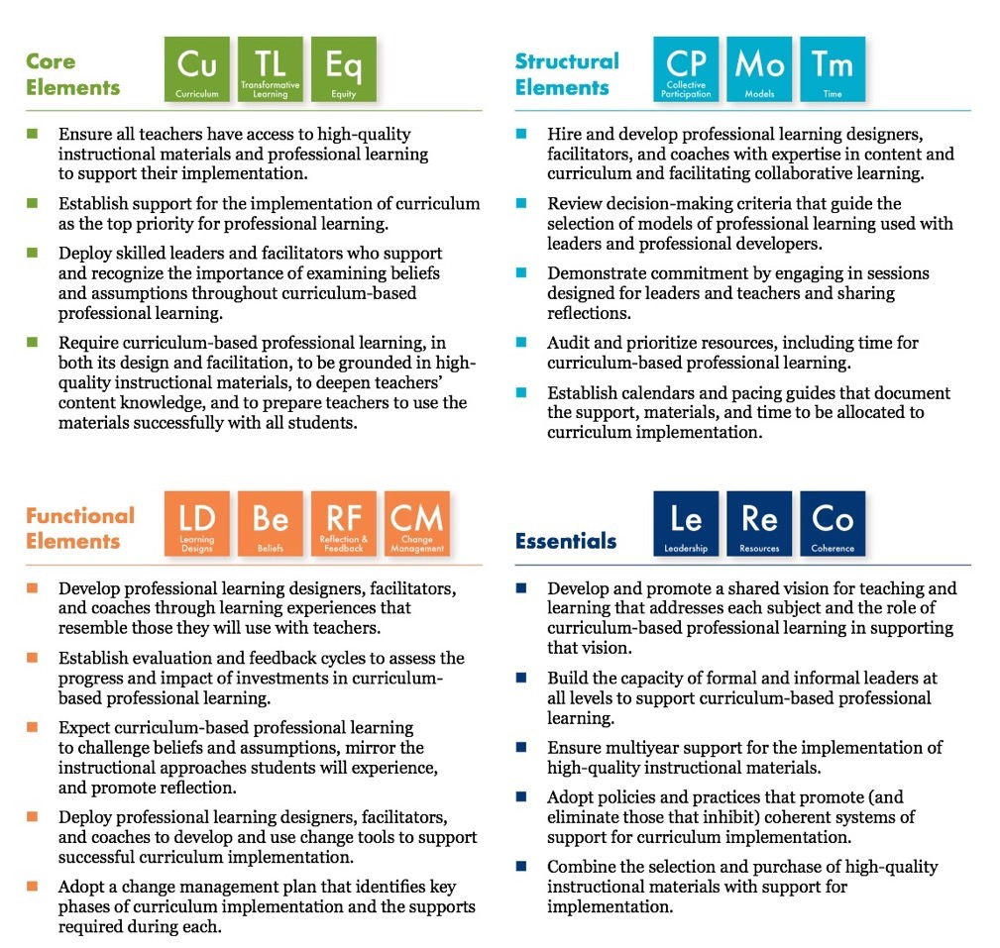 Core
Elements
Cu
Curriculum
TL
Transformative
Learning
Eq
Equity
Ensure all teachers have access to high-quality
instructional materials and professional learning
to support their implementation.
Establish support for the implementation of curriculum
as the top priority for professional learning.
Deploy skilled leaders and facilitators who support
and recognize the importance of examining beliefs
and assumptions throughout curriculum-based
professional learning.
Require curriculum-based professional learning, in
both its design and facilitation, to be grounded in high-
quality instructional materials, to deepen teachers’
content knowledge, and to prepare teachers to use the
materials successfully with all students.
Structural
Elements
CP
Collective
Participation
Mo
Models
Tm
Time
Hire and develop professional learning designers,
facilitators, and coaches with expertise in content and
curriculum and facilitating collaborative learning.
Review decision-making criteria that guide the
selection of models of professional learning used with
leaders and professional developers.
Demonstrate commitment by engaging in sessions
designed for leaders and teachers and sharing
reflections.
Audit and prioritize resources, including time for
curriculum-based professional learning.
Establish calendars and pacing guides that document
the support, materials, and time to be allocated to
curriculum implementation.
Functional
Elements
LD
Learning
Designs
Be
Beliefs
RF
Reflection &
Feedback
CM
Change
Management
Develop professional learning designers, facilitators,
and coaches through learning experiences that
resemble those they will use with teachers.
Establish evaluation and feedback cycles to assess the
progress and impact of investments in curriculum-
based professional learning.
Expect curriculum-based professional learning
to challenge beliefs and assumptions, mirror the
instructional approaches students will experience,
and promote reflection.
Deploy professional learning designers, facilitators,
and coaches to develop and use change tools to support
successful curriculum implementation.
Adopt a change management plan that identifies key
phases of curriculum implementation and the supports
required during each.
Essentials
Le
Leadership
Re
Resources
Co
Coherence
Develop and promote a shared vision for teaching and
learning that addresses each subject and the role of
curriculum-based professional learning in supporting
that vision.
Build the capacity of formal and informal leaders at
all levels to support curriculum-based professional
learning.
Ensure multiyear support for the implementation of
high-quality instructional materials.
Adopt policies and practices that promote (and
eliminate those that inhibit) coherent systems of
support for curriculum implementation.
Combine the selection and purchase of high-quality
instructional materials with support for
implementation.